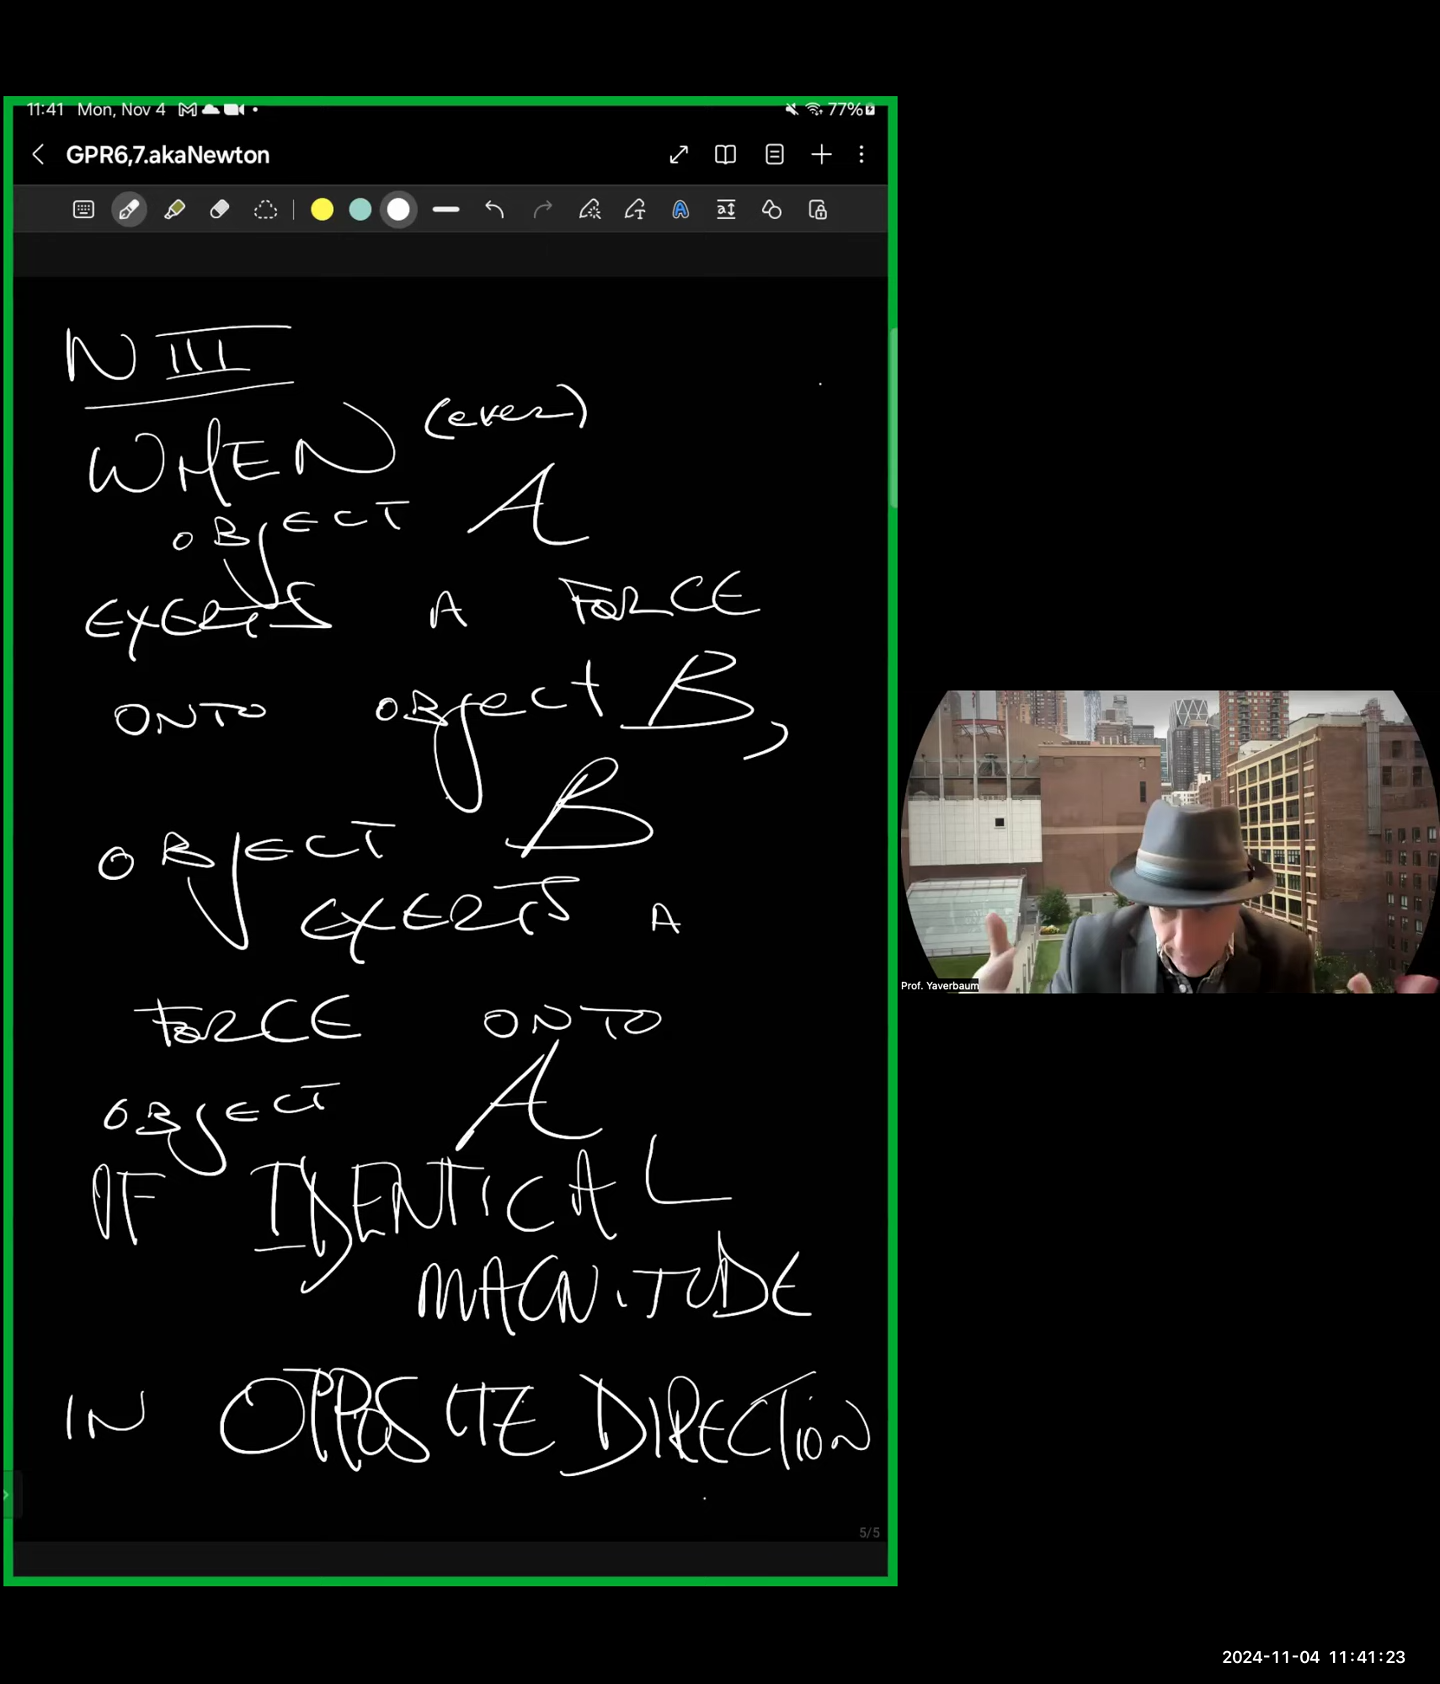 11:41 Mon, Nov 4
77%
GPR6,7.akaNewton
N III
WHEN (ever)
OBJECT A
EXERTS A FORCE
ONTO OBject B,
OBJECT B
EXERTS A
FORCE ONTO
OBJECT A
OF IDENTICAL
MAGNITUDE
IN OPPOSITE DIRECTION
5/5
Prof. Yaverbaum
2024-11-04 11:41:23